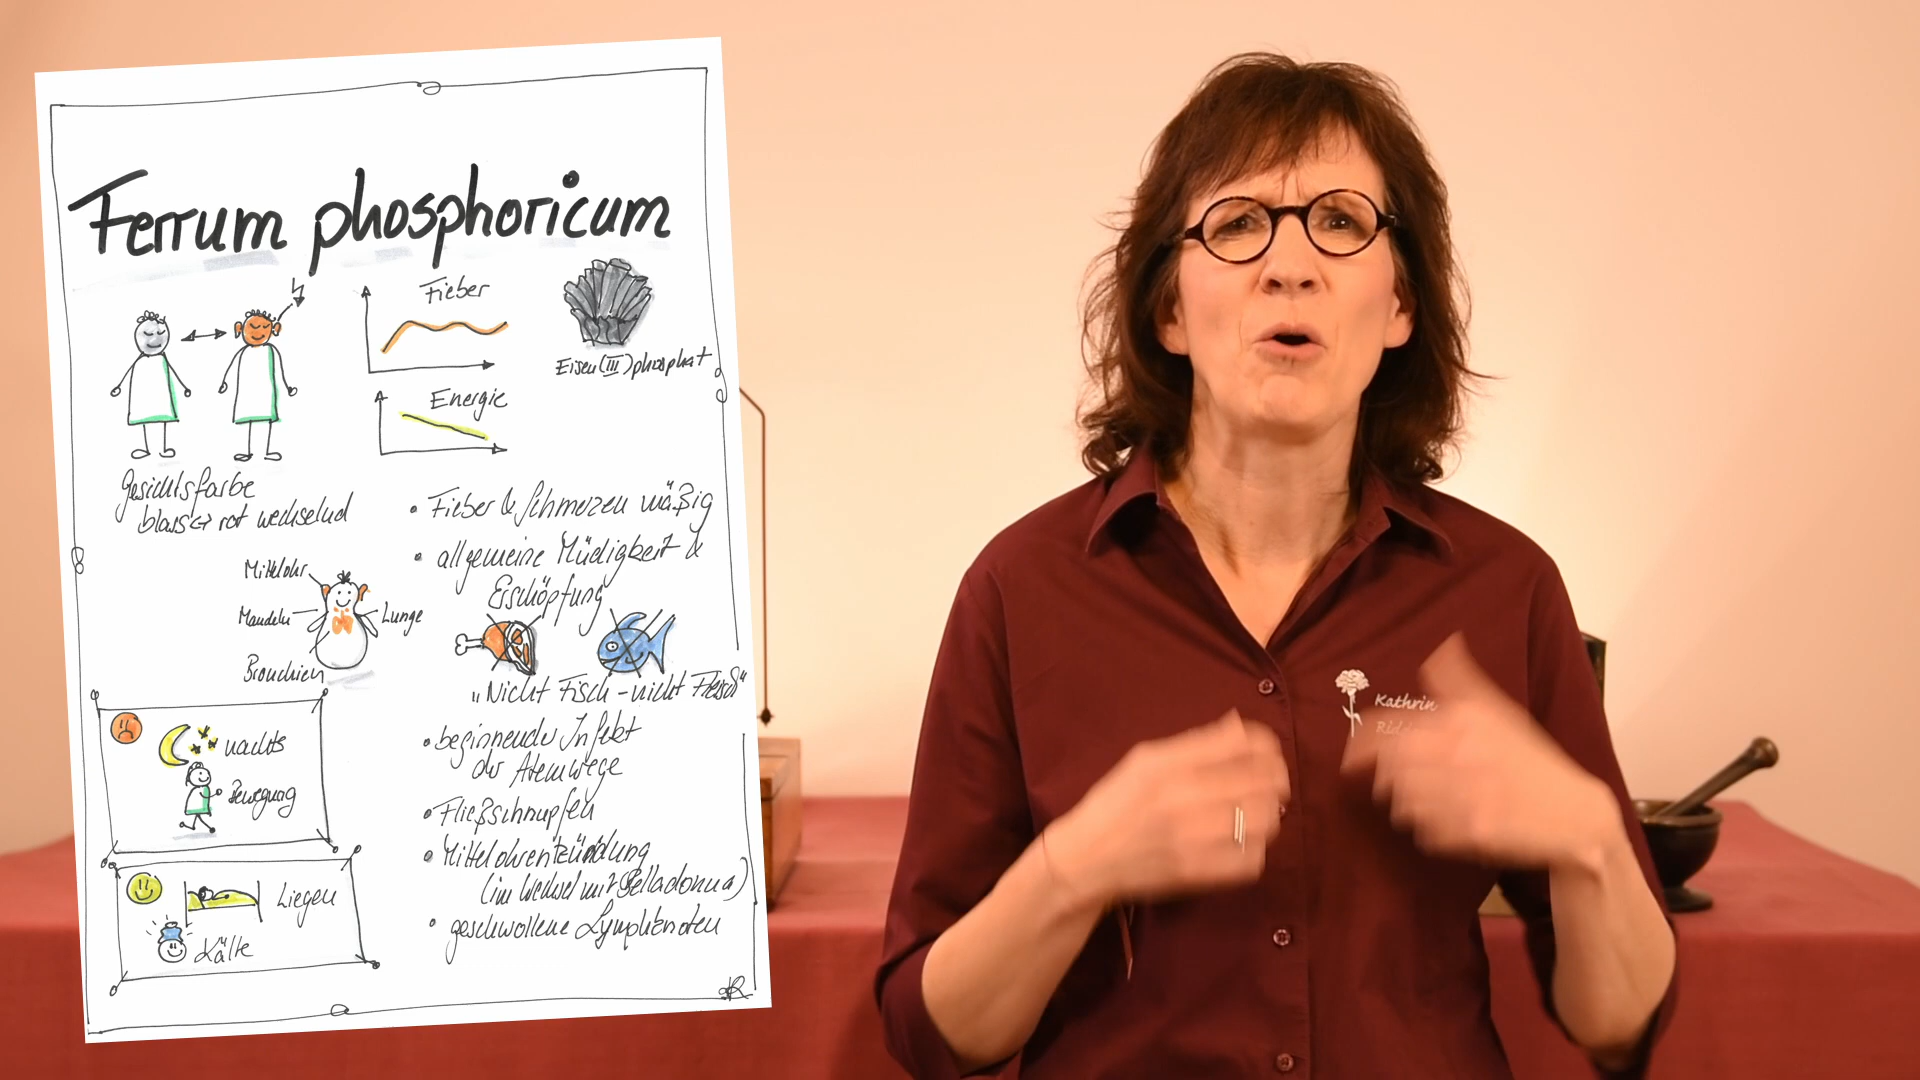 Ferrum phosphoricum
Fieber
Eisen(III)phosphat
Energie
Gesichtsfarbe
blass ↔ rot wechselnd
Mittelohr
Mandeln
Lunge
Bronchien
• Fieber & Schmerzen mäßig
• allgemeine Müdigkeit &
Erschöpfung
„Nicht Fisch - nicht Fleisch“
• beginnender Infekt
der Atemwege
• Fließschnupfen
• Mittelohrentzündung
(im Wechsel mit Belladonna)
• geschwollene Lymphknoten
nachts
Bewegung
Liegen
Kälte
Kathrin